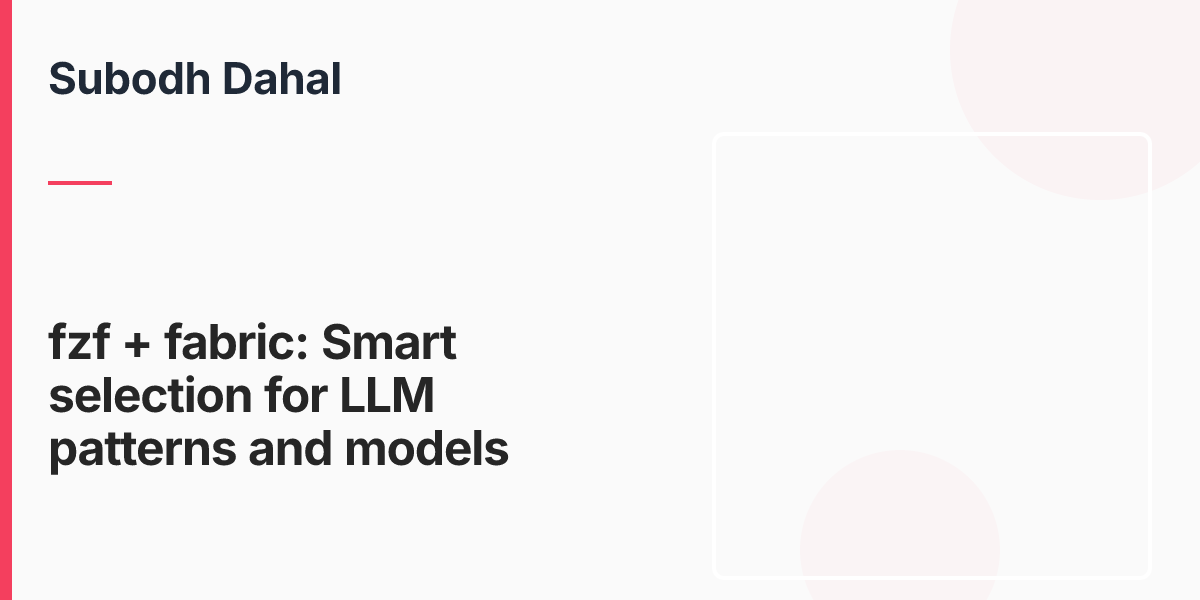 Subodh Dahal
fzf + fabric: Smart
selection for LLM
patterns and models